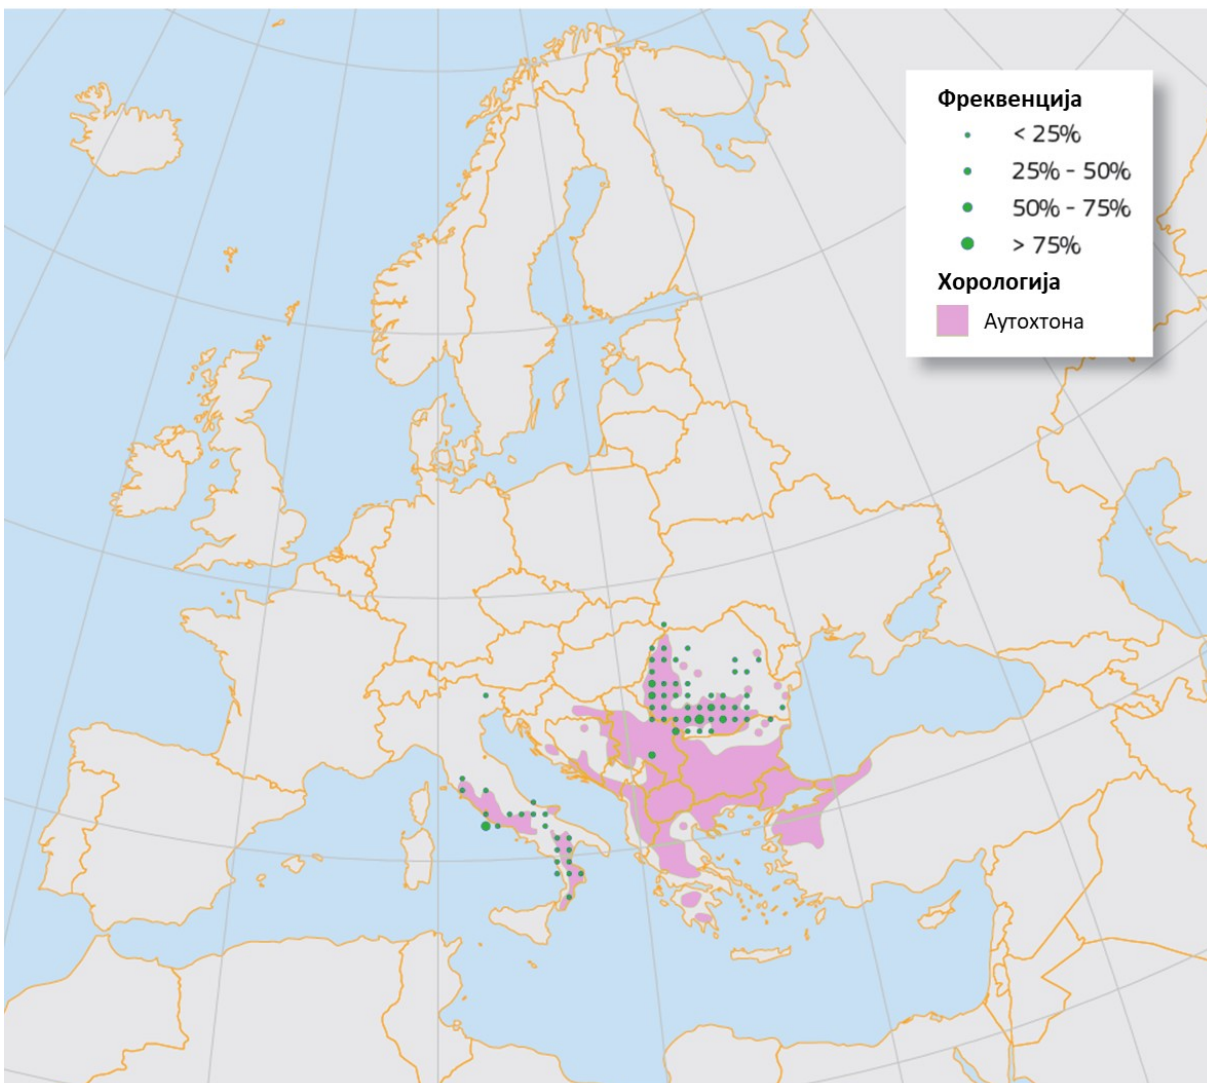 Фреквенција
< 25%
25% - 50%
50% - 75%
> 75%
Хорологија
Аутохтона